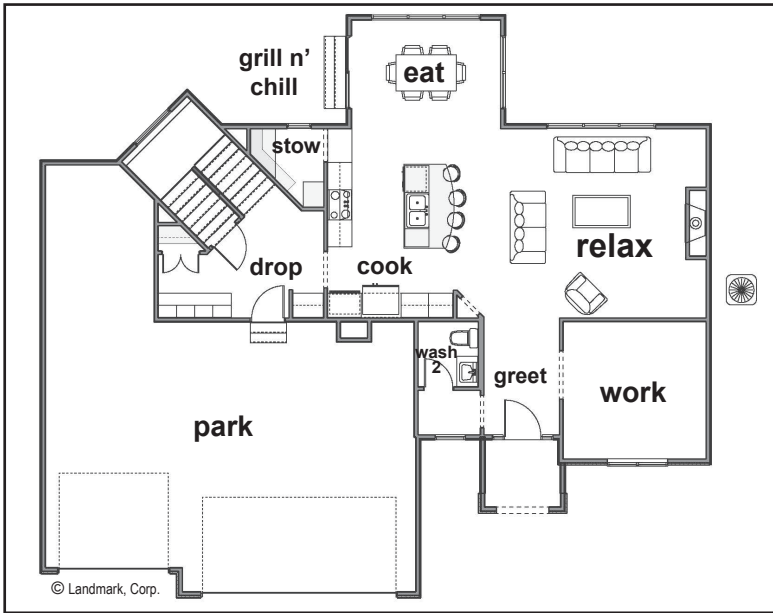 grill n'
chill
eat
stow
drop
cook
relax
wash
2
greet
work
park
© Landmark, Corp.